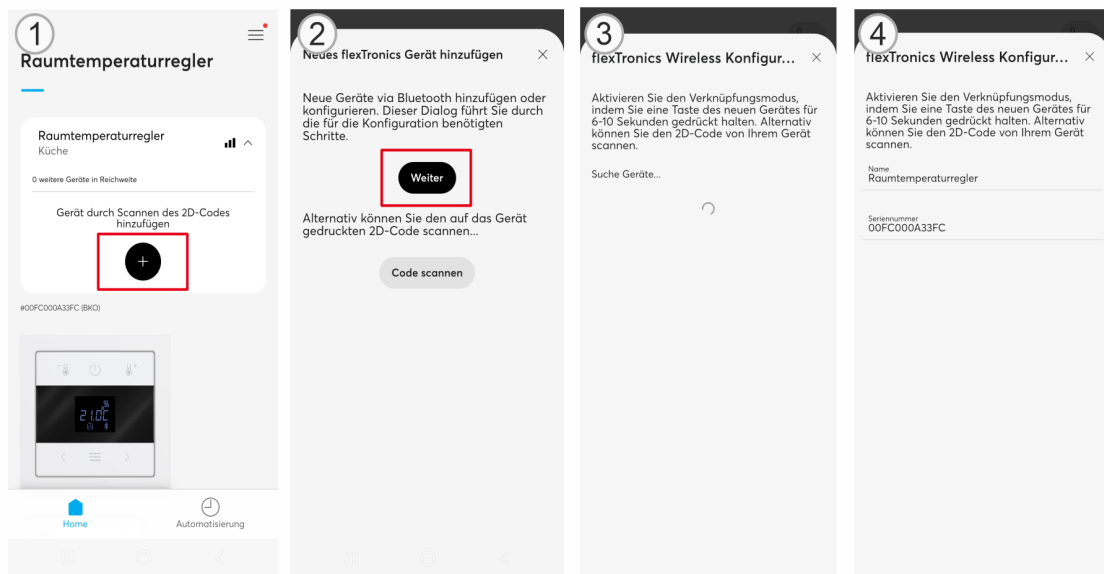 1
Raumtemperaturregler
Raumtemperaturregler
Küche
0 weitere Geräte in Reichweite
Gerät durch Scannen des 2D-Codes
hinzufügen
+
#00FC000A33FC (BKO)
21.0°C
Home
Automatisierung
2
Neues flexTronics Gerät hinzufügen
Neue Geräte via Bluetooth hinzufügen oder
konfigurieren. Dieser Dialog führt Sie durch
die für die Konfiguration benötigten
Schritte.
Weiter
Alternativ können Sie den auf das Gerät
gedruckten 2D-Code scannen...
Code scannen
3
flexTronics Wireless Konfigur...
Aktivieren Sie den Verknüpfungsmodus,
indem Sie eine Taste des neuen Gerätes für
6-10 Sekunden gedrückt halten. Alternativ
können Sie den 2D-Code von Ihrem Gerät
scannen.
Suche Geräte...
4
flexTronics Wireless Konfigur...
Aktivieren Sie den Verknüpfungsmodus,
indem Sie eine Taste des neuen Gerätes für
6-10 Sekunden gedrückt halten. Alternativ
können Sie den 2D-Code von Ihrem Gerät
scannen.
Name
Raumtemperaturregler
Seriennummer
00FC000A33FC